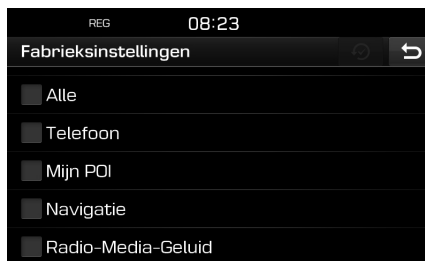 REG 08:23
Fabrieksinstellingen
Alle
Telefoon
Mijn POI
Navigatie
Radio-Media-Geluid